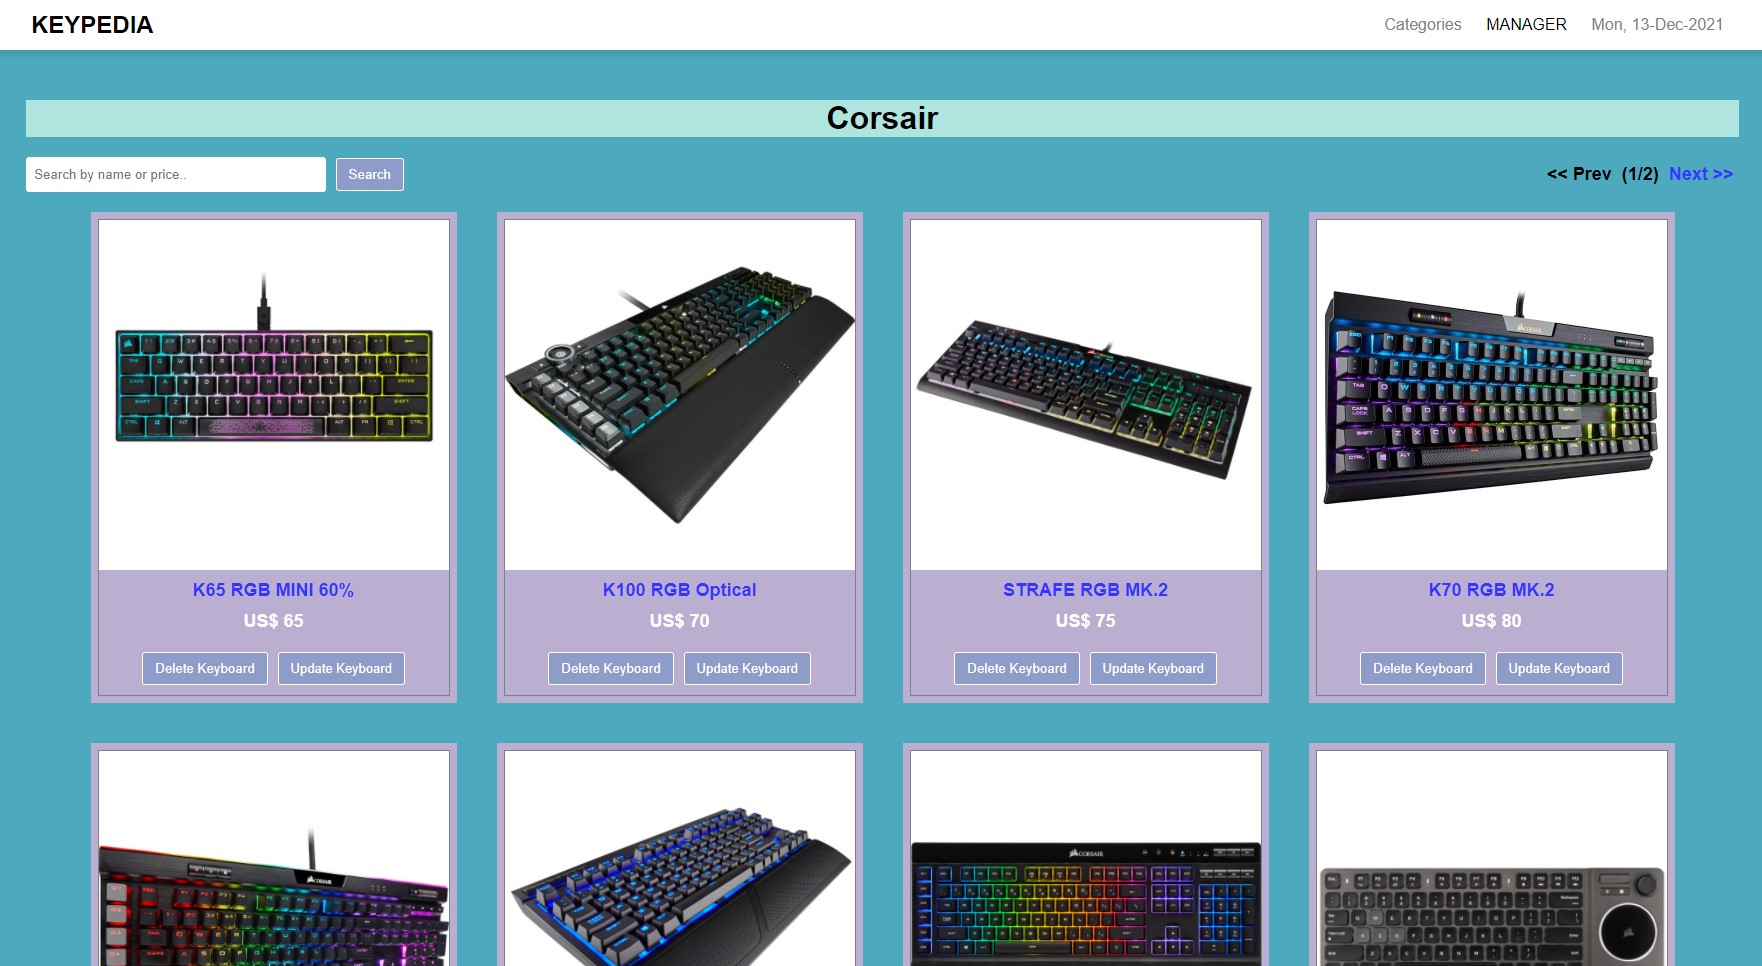 KEYPEDIA
Categories MANAGER Mon, 13-Dec-2021
Corsair
Search by name or price..
Search
<< Prev (1/2) Next >>
K65 RGB MINI 60%
US$ 65
Delete Keyboard Update Keyboard
K100 RGB Optical
US$ 70
Delete Keyboard Update Keyboard
STRAFE RGB MK.2
US$ 75
Delete Keyboard Update Keyboard
K70 RGB MK.2
US$ 80
Delete Keyboard Update Keyboard
CORSAIR